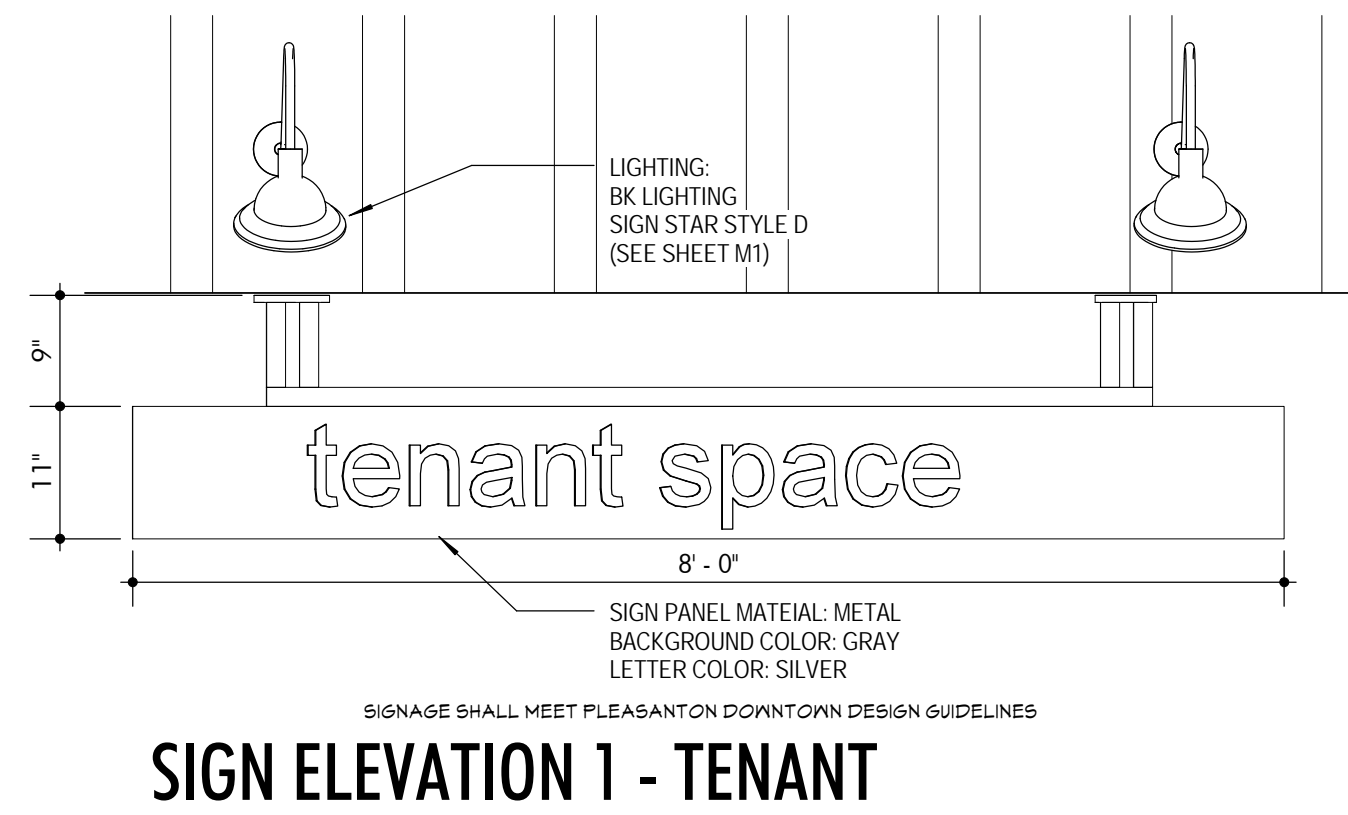 LIGHTING:
BK LIGHTING
SIGN STAR STYLE D
(SEE SHEET M1)
9"
11"
tenant space
8' - 0"
SIGN PANEL MATEIAL: METAL
BACKGROUND COLOR: GRAY
LETTER COLOR: SILVER
SIGNAGE SHALL MEET PLEASANTON DOWNTOWN DESIGN GUIDELINES
SIGN ELEVATION 1 - TENANT